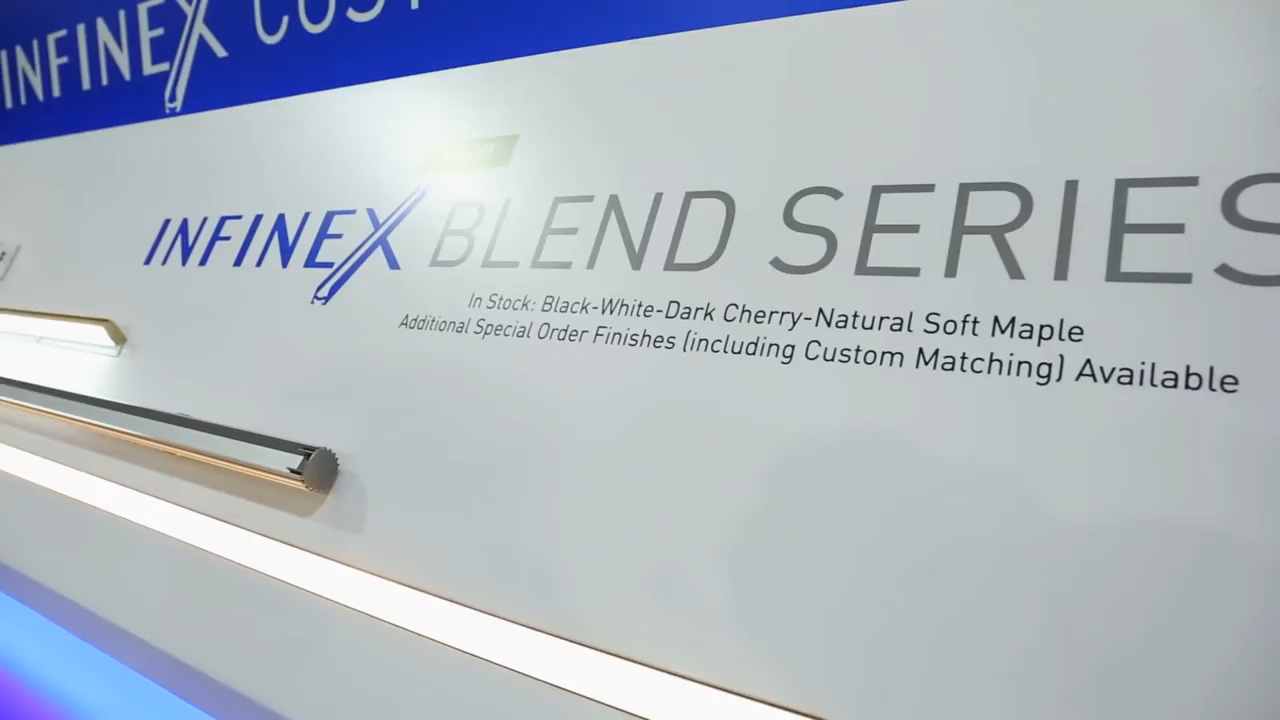 INFINEX
INFINEX BLEND SERIES
In Stock: Black-White-Dark Cherry-Natural Soft Maple
Additional Special Order Finishes (including Custom Matching) Available